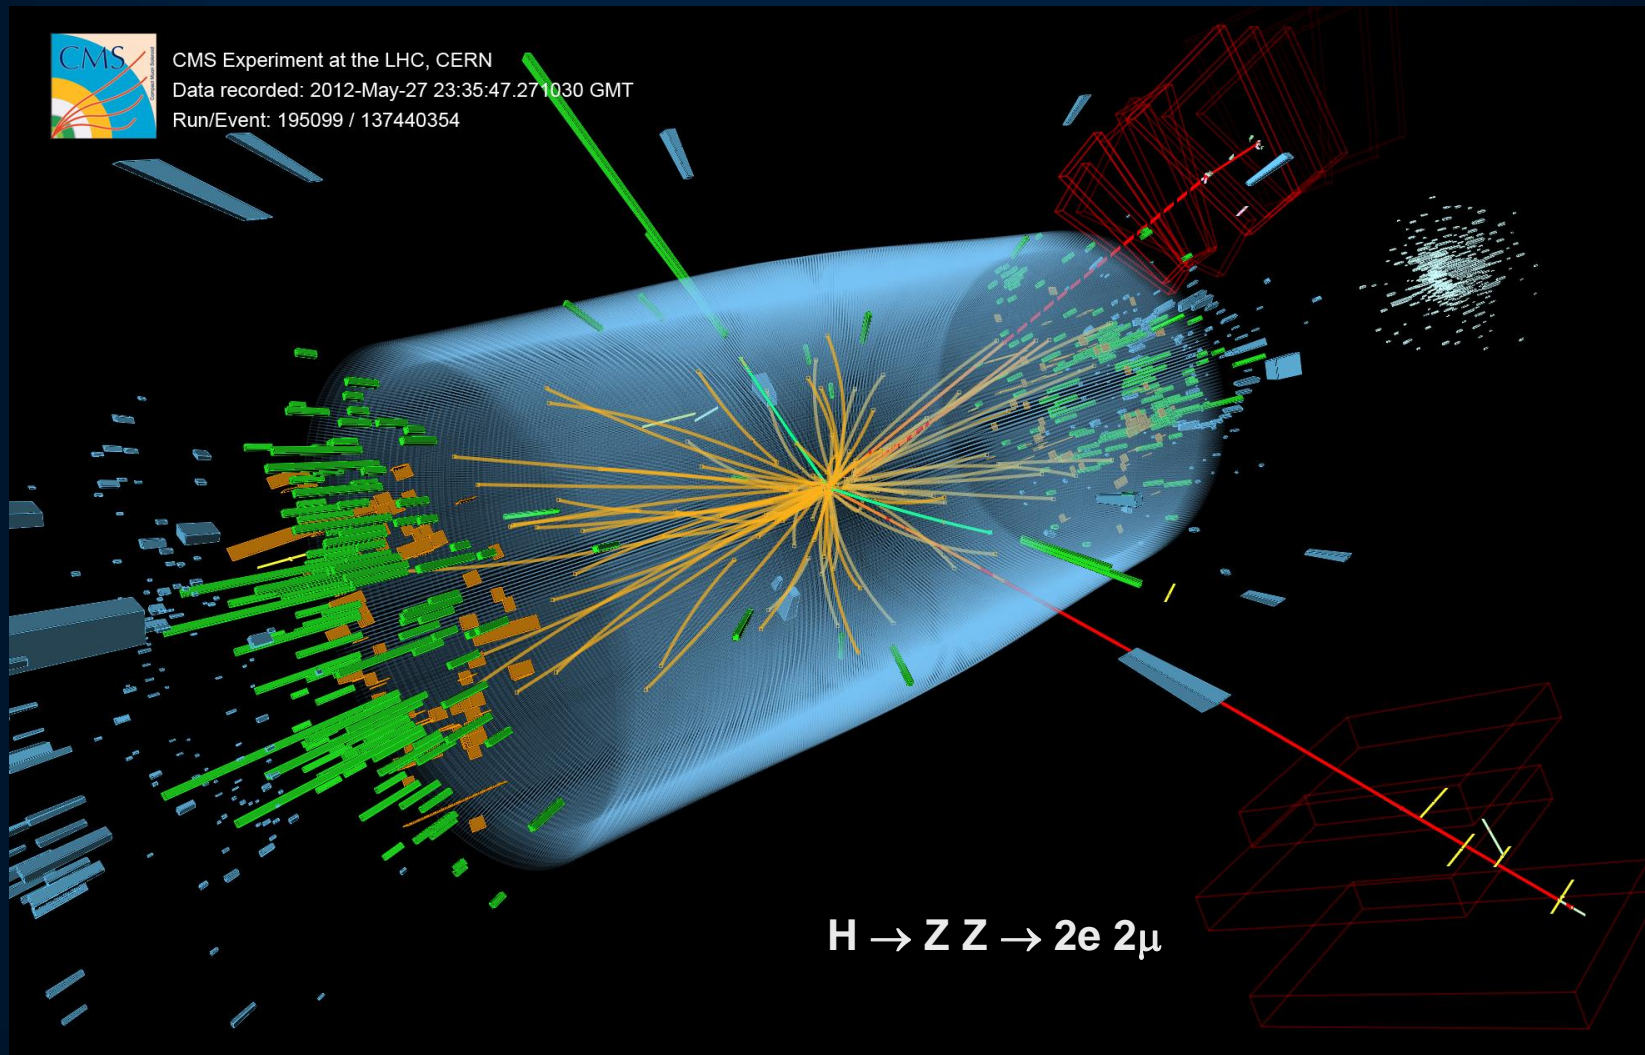 CMS
CMS Experiment at the LHC, CERN
Data recorded: 2012-May-27 23:35:47.271030 GMT
Run/Event: 195099 / 137440354
H → Z Z → 2e 2μ